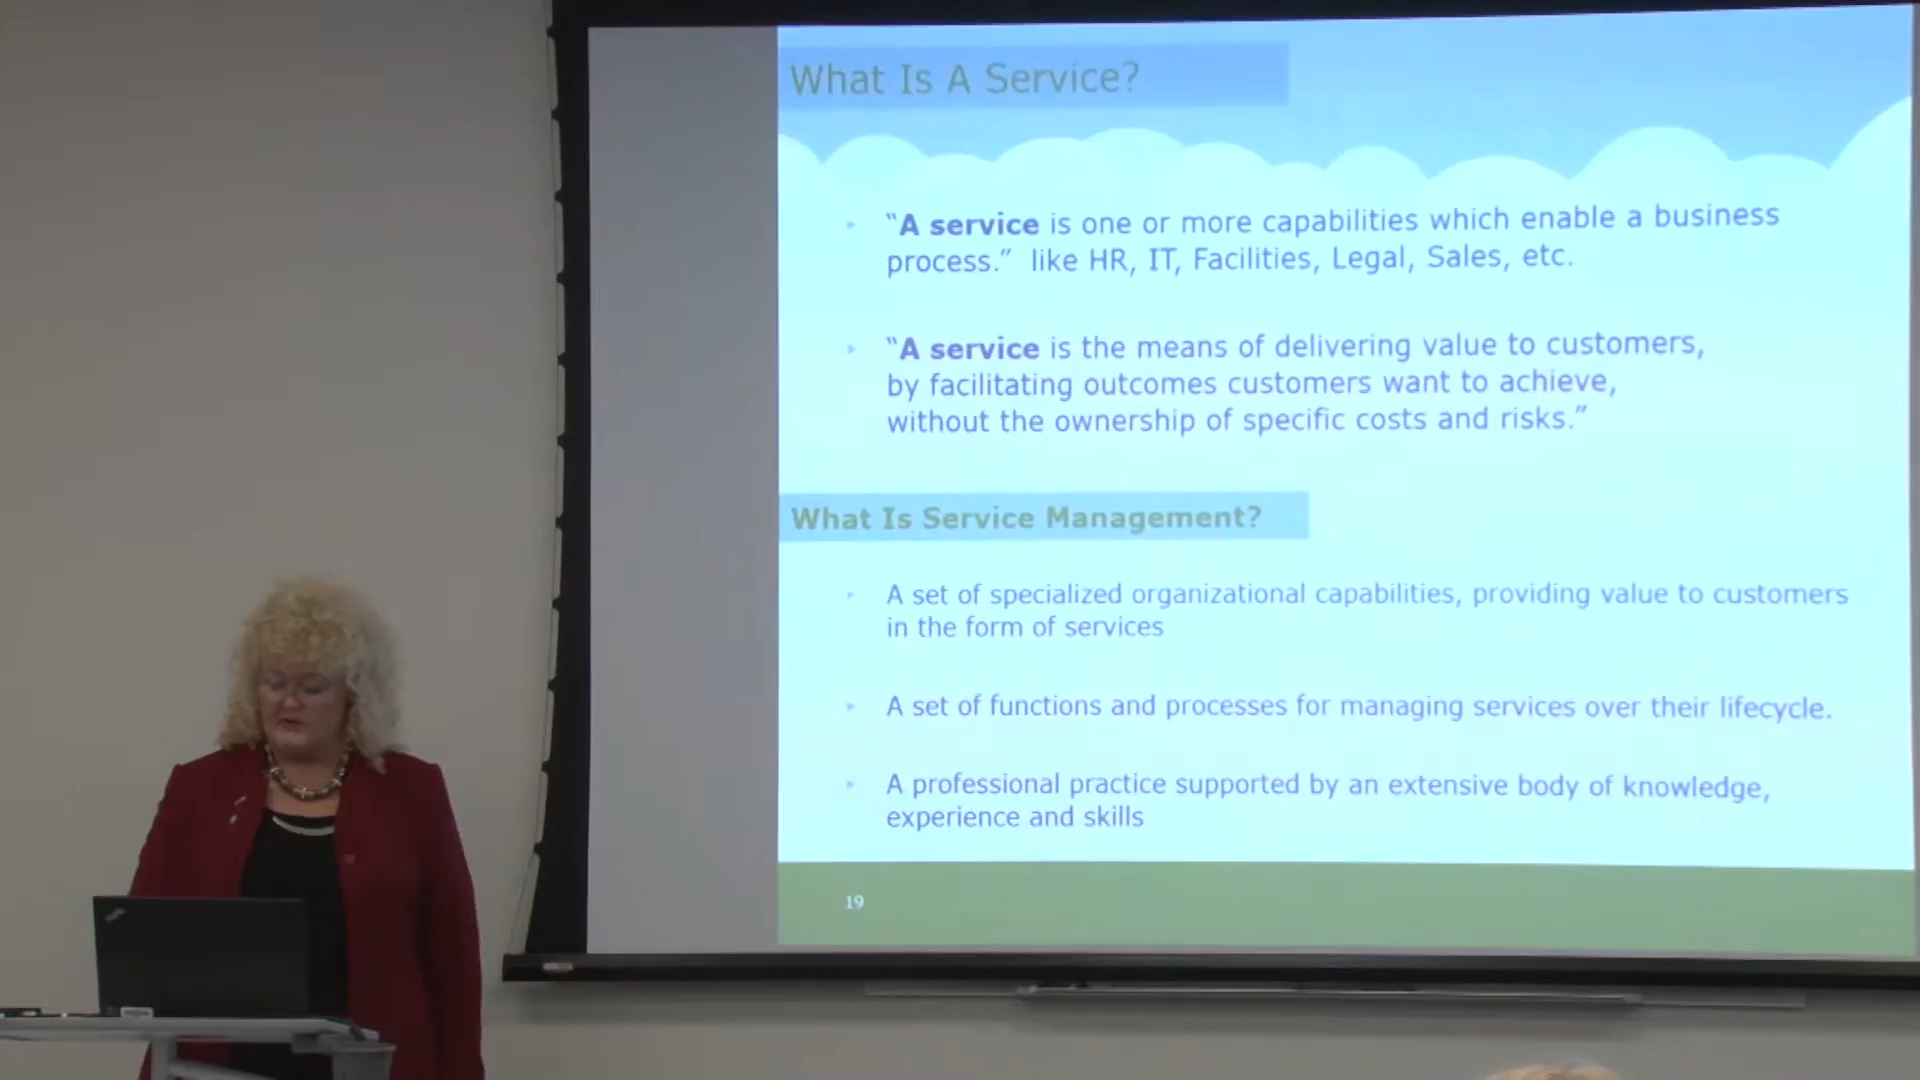 What Is A Service?
“A service is one or more capabilities which enable a business
process.”  like HR, IT, Facilities, Legal, Sales, etc.
“A service is the means of delivering value to customers,
by facilitating outcomes customers want to achieve,
without the ownership of specific costs and risks.”
What Is Service Management?
A set of specialized organizational capabilities, providing value to customers
in the form of services
A set of functions and processes for managing services over their lifecycle.
A professional practice supported by an extensive body of knowledge,
experience and skills
19